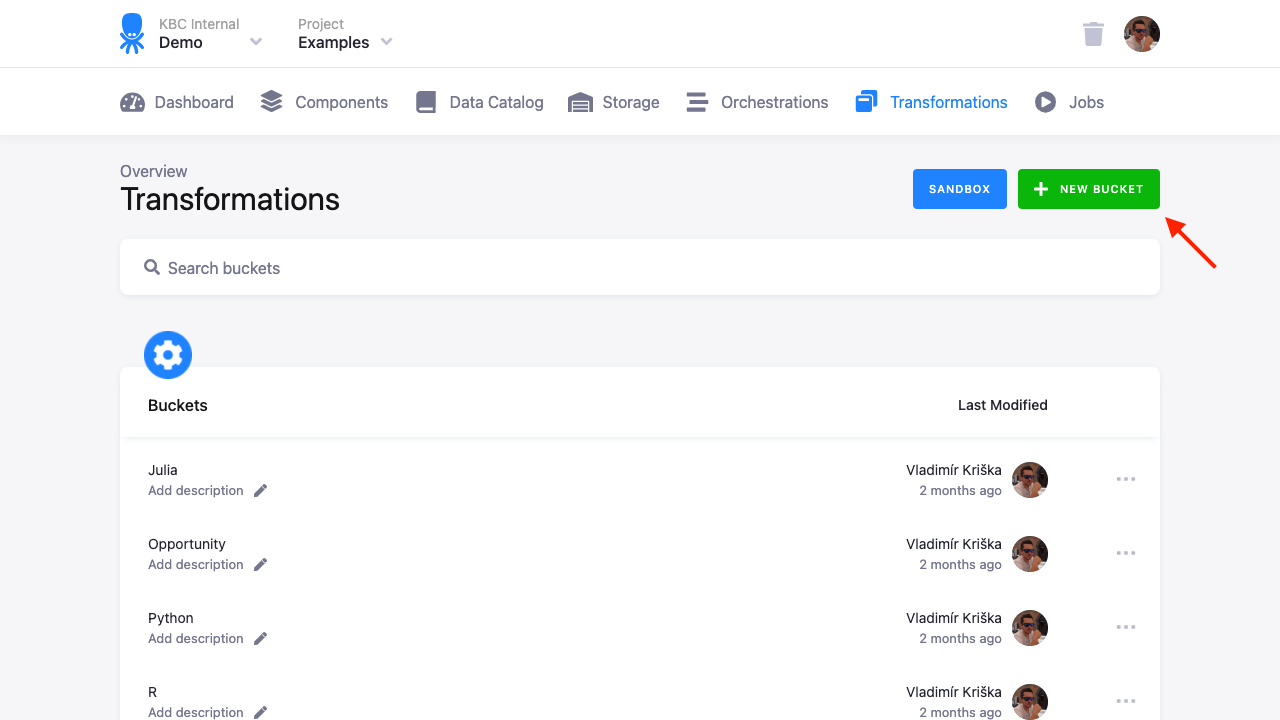 KBC Internal
Demo
Project
Examples
Dashboard
Components
Data Catalog
Storage
Orchestrations
Transformations
Jobs
Overview
Transformations
SANDBOX
NEW BUCKET
Search buckets
Buckets
Last Modified
Julia
Add description
Vladimír Kriška
2 months ago
Opportunity
Add description
Vladimír Kriška
2 months ago
Python
Add description
Vladimír Kriška
2 months ago
R
Add description
Vladimír Kriška
2 months ago